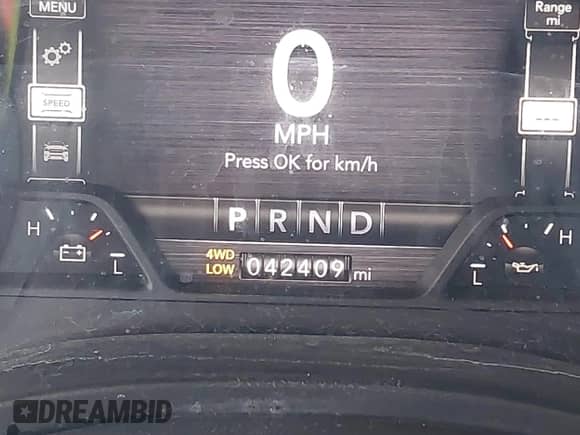 MENU
Range
mi
SPEED
---
0
MPH
Press OK for km/h
P R N D
H
L
4WD
LOW
042409 mi
H
L
DREAMBID